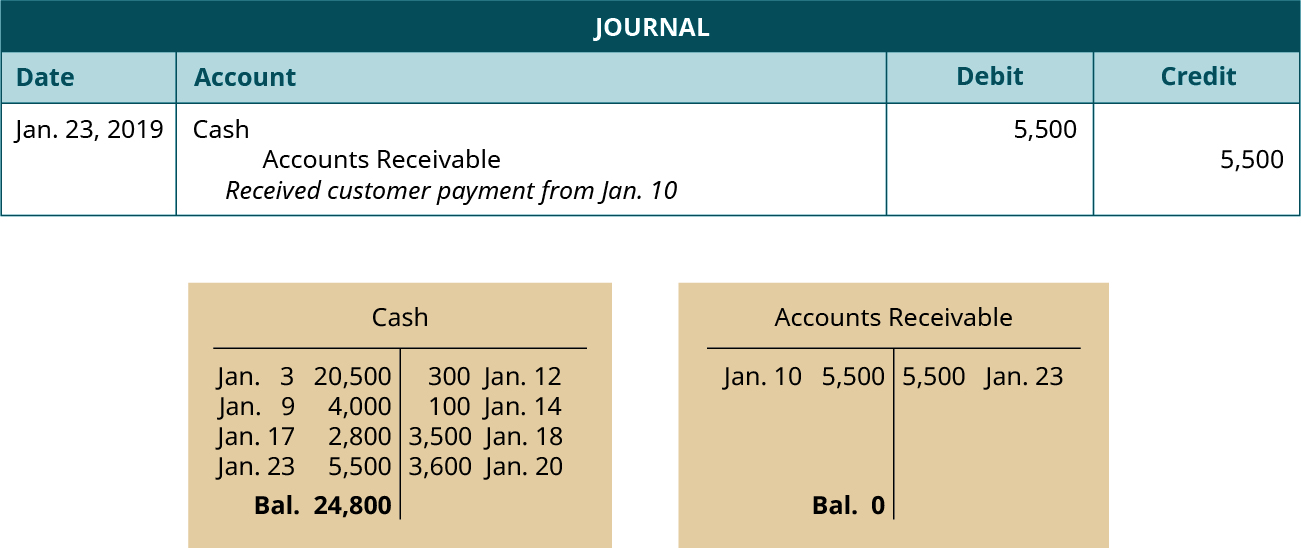 JOURNAL
Date Account Debit Credit
Jan. 23, 2019 Cash 5,500
Accounts Receivable 5,500
Received customer payment from Jan. 10
Cash
Jan. 3 20,500 300 Jan. 12
Jan. 9 4,000 100 Jan. 14
Jan. 17 2,800 3,500 Jan. 18
Jan. 23 5,500 3,600 Jan. 20
Bal. 24,800
Accounts Receivable
Jan. 10 5,500 5,500 Jan. 23
Bal. 0